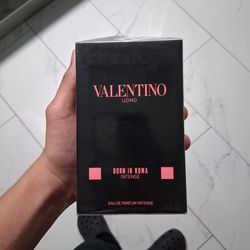 VALENTINO
UOMO
BORN IN ROMA
INTENSE
EAU DE PARFUM INTENSE